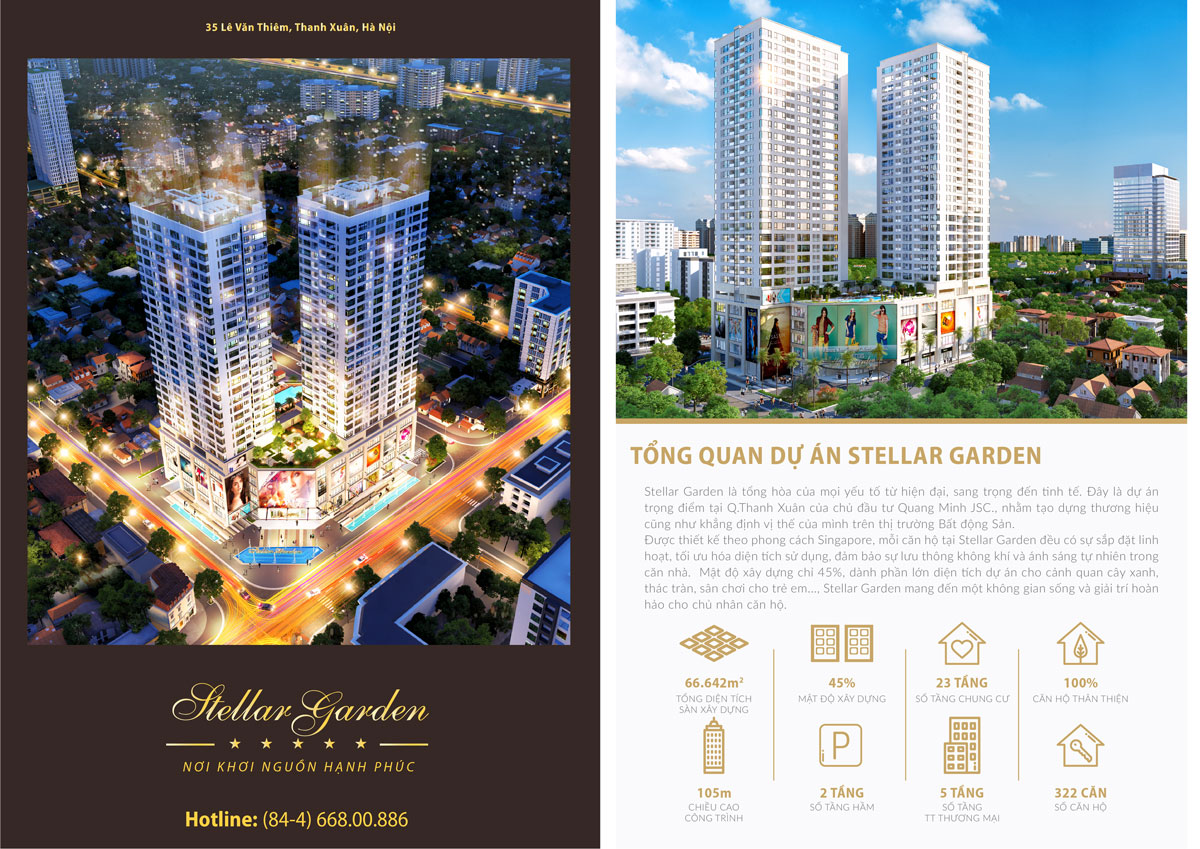 35 Lê Văn Thiêm, Thanh Xuân, Hà Nội
Stellar Garden
NƠI KHƠI NGUỒN HẠNH PHÚC
Hotline: (84-4) 668.00.886
TỔNG QUAN DỰ ÁN STELLAR GARDEN
Stellar Garden là tổng hòa của mọi yếu tố từ hiện đại, sang trọng đến tinh tế. Đây là dự án
trọng điểm tại Q.Thanh Xuân của chủ đầu tư Quang Minh JSC., nhằm tạo dựng thương hiệu
cũng như khẳng định vị thế của mình trên thị trường Bất động Sản.
Được thiết kế theo phong cách Singapore, mỗi căn hộ tại Stellar Garden đều có sự sắp đặt linh
hoạt, tối ưu hóa diện tích sử dụng, đảm bảo sự lưu thông không khí và ánh sáng tự nhiên trong
căn nhà. Mật độ xây dựng chỉ 45%, dành phần lớn diện tích dự án cho cảnh quan cây xanh,
thác tràn, sân chơi cho trẻ em..., Stellar Garden mang đến một không gian sống và giải trí hoàn
hảo cho chủ nhân căn hộ.
66.642m²
TỔNG DIỆN TÍCH
SÀN XÂY DỰNG
45%
MẬT ĐỘ XÂY DỰNG
23 TẦNG
SỐ TẦNG CHUNG CƯ
100%
CĂN HỘ THÂN THIỆN
105m
CHIỀU CAO
CÔNG TRÌNH
P
2 TẦNG
SỐ TẦNG HẦM
5 TẦNG
SỐ TẦNG
TT THƯƠNG MẠI
322 CĂN
SỐ CĂN HỘ